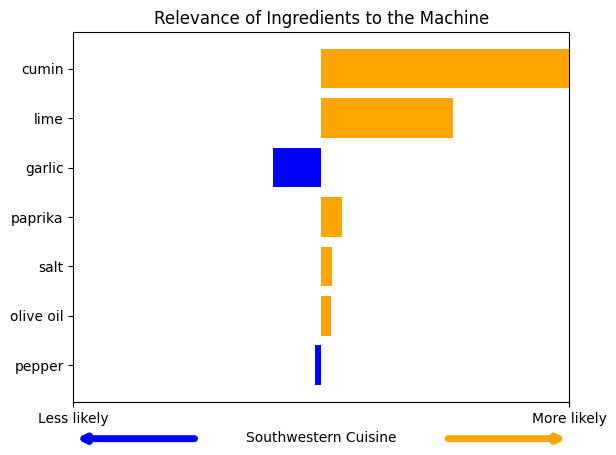 Relevance of Ingredients to the Machine
cumin
lime
garlic
paprika
salt
olive oil
pepper
Less likely
More likely
Southwestern Cuisine